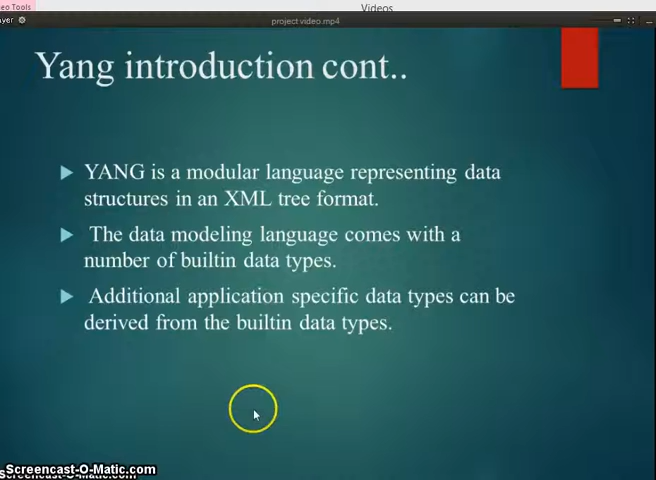 eo Tools
Videos
ayer
project video.mp4
Yang introduction cont..
YANG is a modular language representing data
structures in an XML tree format.
The data modeling language comes with a
number of builtin data types.
Additional application specific data types can be
derived from the builtin data types.
Screencast-O-Matic.com